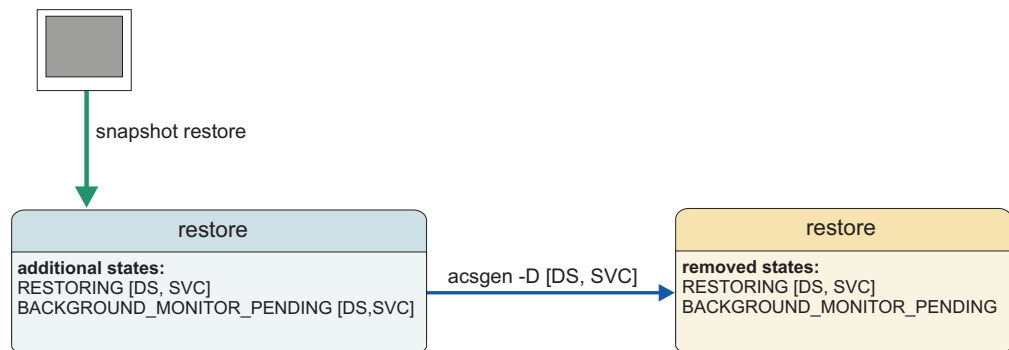 snapshot restore
restore
additional states:
RESTORING [DS, SVC]
BACKGROUND_MONITOR_PENDING [DS,SVC]
acsgen -D [DS, SVC]
restore
removed states:
RESTORING [DS, SVC]
BACKGROUND_MONITOR_PENDING